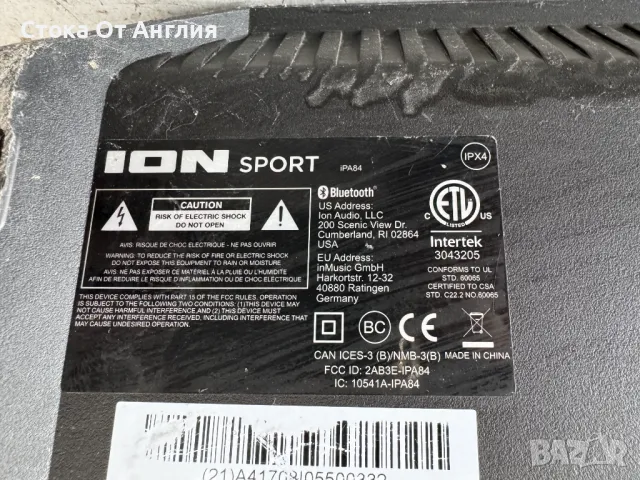 Стока От Англия
ION SPORT iPA84
IPX4
CAUTION
RISK OF ELECTRIC SHOCK
DO NOT OPEN
AVIS: RISQUE DE CHOC ELECTRIQUE - NE PAS OUVRIR
WARNING: TO REDUCE THE RISK OF FIRE OR ELECTRIC SHOCK
DO NOT EXPOSE THIS EQUIPMENT TO RAIN OR MOISTURE
AVIS: NE PAS EXPOSER CE MATÉRIEL À LA PLUIE OU L'HUMIDITÉ
AFIN DE REDUIRE LE RISQUE D'INFLAMMATION OU DE CHOC ELECTRIQUE
THIS DEVICE COMPLIES WITH PART 15 OF THE FCC RULES. OPERATION
IS SUBJECT TO THE FOLLOWING TWO CONDITIONS: (1)THIS DEVICE MAY
NOT CAUSE HARMFUL INTERFERENCE,AND (2) THIS DEVICE MUST
ACCEPT ANY INTERFERENCE RECEIVED, INCLUDING INTERFERENCE THAT
MAY CAUSE UNDESIRED OPERATION.
Bluetooth®
US Address:
Ion Audio, LLC
200 Scenic View Dr.
Cumberland, RI 02864
USA
EU Address:
inMusic GmbH
Harkortstr. 12-32
40880 Ratingen
Germany
C ETL US
LISTED
Intertek
3043205
CONFORMS TO UL
STD. 60065
CERTIFIED TO CSA
STD. C22.2 NO.60065
BC CE
CAN ICES-3 (B)/NMB-3(B) MADE IN CHINA
FCC ID: 2AB3E-IPA84
IC: 10541A-IPA84
(21)A41708I05500332
BAZAR